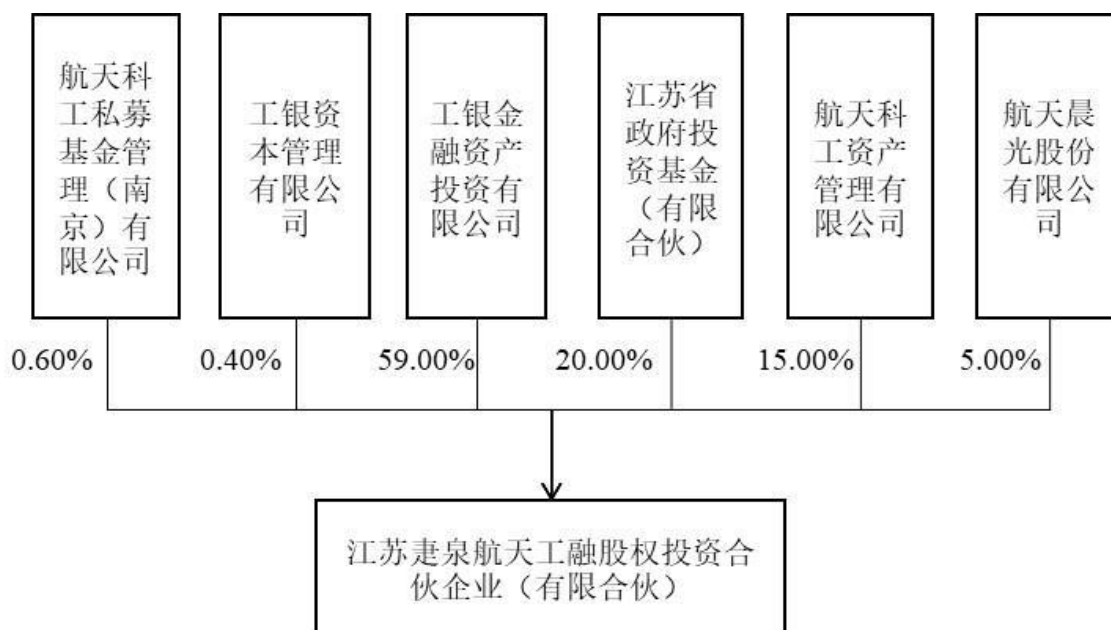 航天科
工私募
基金管
理（南
京）有
限公司
工银资
本管理
有限公
司
工银金
融资产
投资有
限公司
江苏省
政府投
资基金
（有限
合伙）
航天科
工资产
管理有
限公司
航天晨
光股份
有限公
司
0.60%
0.40%
59.00%
20.00%
15.00%
5.00%
江苏疌泉航天工融股权投资合
伙企业（有限合伙）